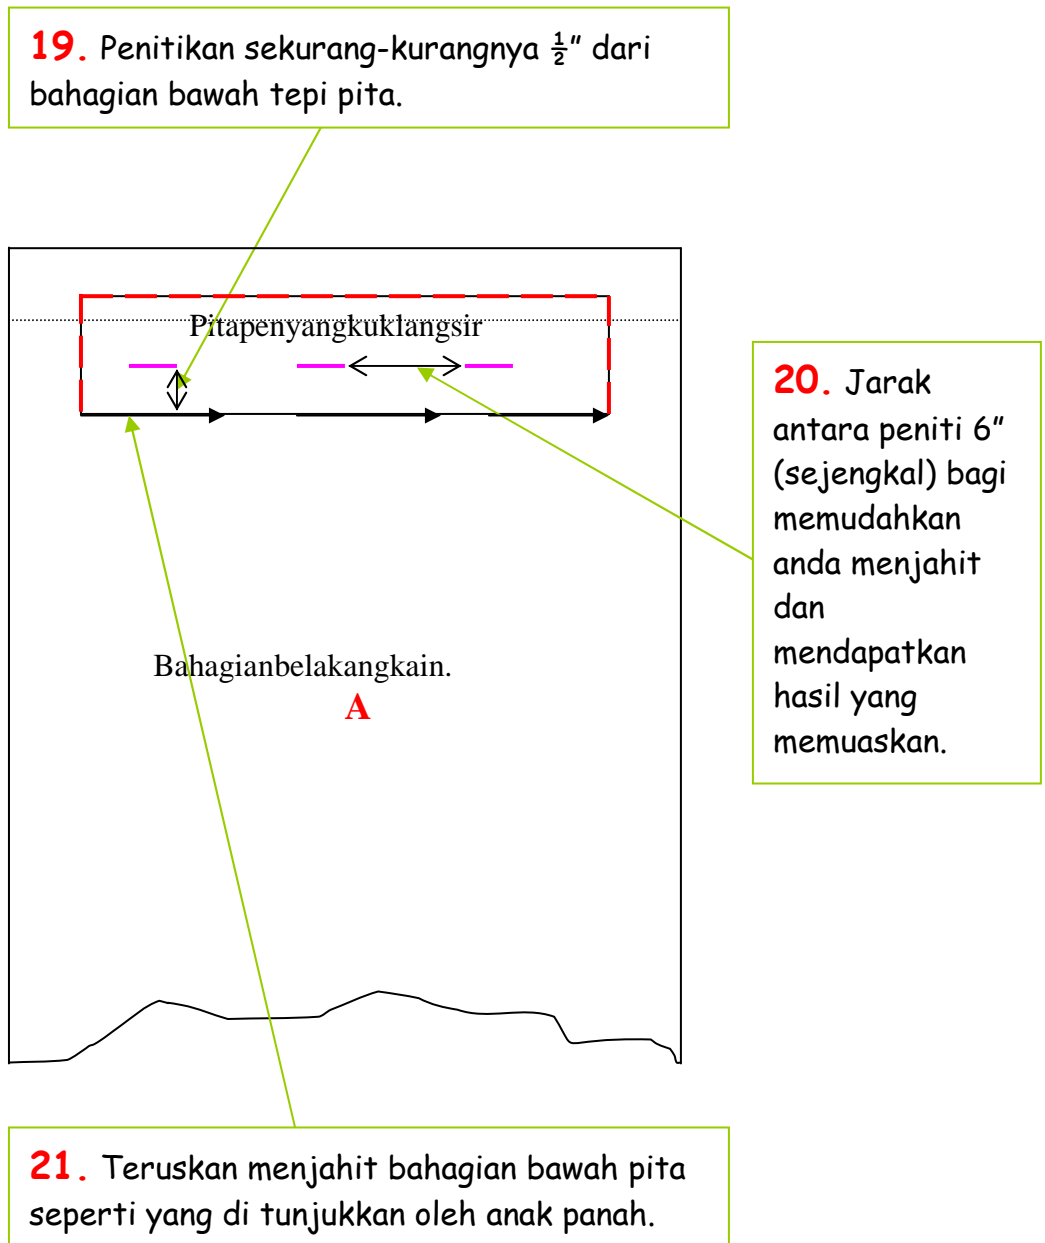 19. Penitikan sekurang-kurangnya ½" dari
bahagian bawah tepi pita.
Pitapenyangkuklangsir
20. Jarak
antara peniti 6"
(sejengkal) bagi
memudahkan
anda menjahit
dan
mendapatkan
hasil yang
memuaskan.
Bahagianbelakangkain.
A
21. Teruskan menjahit bahagian bawah pita
seperti yang di tunjukkan oleh anak panah.